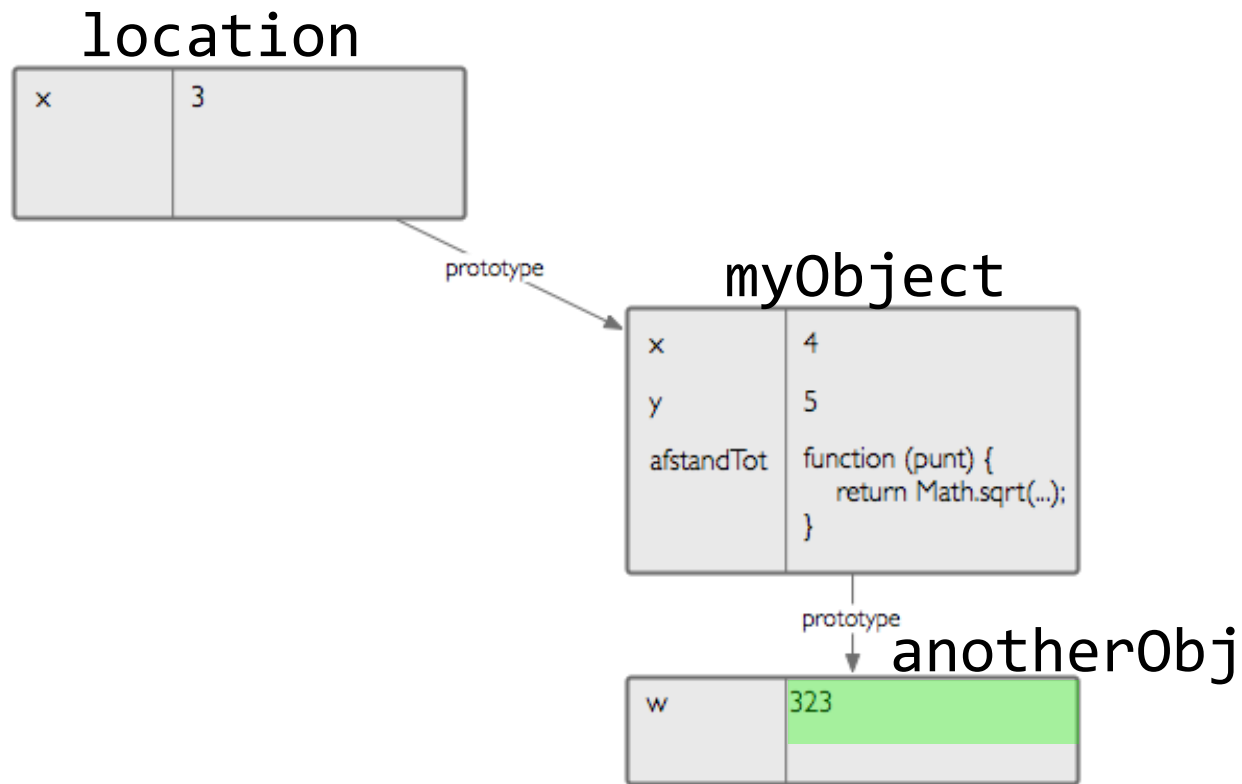 location
x 3
prototype
myObject
x 4
y 5
afstandTot function (punt) {
return Math.sqrt(...);
}
prototype
anotherObj
w 323